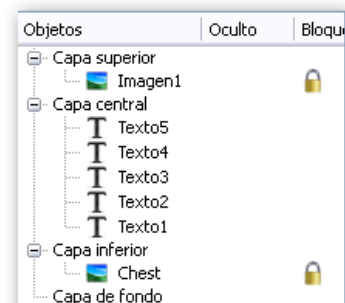 Objetos Oculto Bloque
Capa superior
Imagen1
Capa central
Texto5
Texto4
Texto3
Texto2
Texto1
Capa inferior
Chest
Capa de fondo